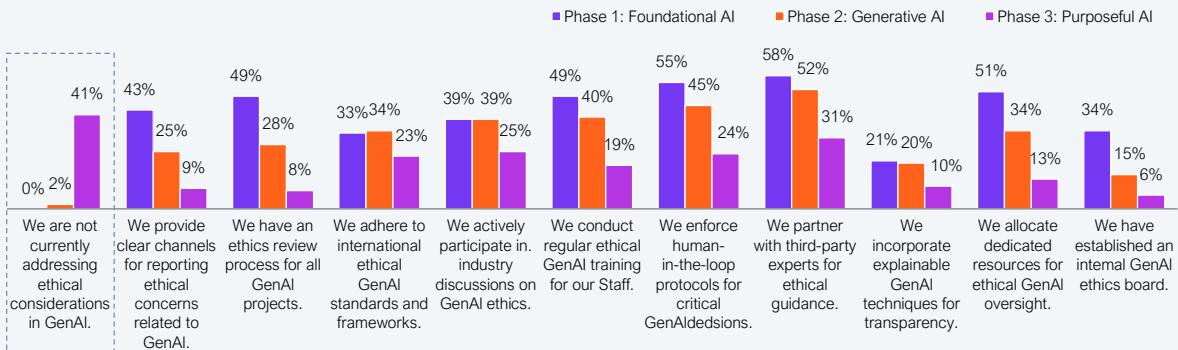 Phase 1: Foundational AI
Phase 2: Generative AI
Phase 3: Purposeful AI
0%
2%
41%
43%
25%
9%
49%
28%
8%
33%
34%
23%
39%
39%
25%
49%
40%
19%
55%
45%
24%
58%
52%
31%
21%
20%
10%
51%
34%
13%
34%
15%
6%
We are not
currently
addressing
ethical
considerations
in GenAI.
We provide
clear channels
for reporting
ethical
concerns
related to
GenAI.
We have an
ethics review
process for all
GenAI
projects.
We adhere to
international
ethical
GenAI
standards and
frameworks.
We actively
participate in.
industry
discussions on
GenAI ethics.
We conduct
regular ethical
GenAI training
for our Staff.
We enforce
human-
in-the-loop
protocols for
critical
GenAIdedsions.
We partner
with third-party
experts for
ethical
guidance.
We
incorporate
explainable
GenAI
techniques for
transparency.
We allocate
dedicated
resources for
ethical GenAI
oversight.
We have
established an
internal GenAI
ethics board.